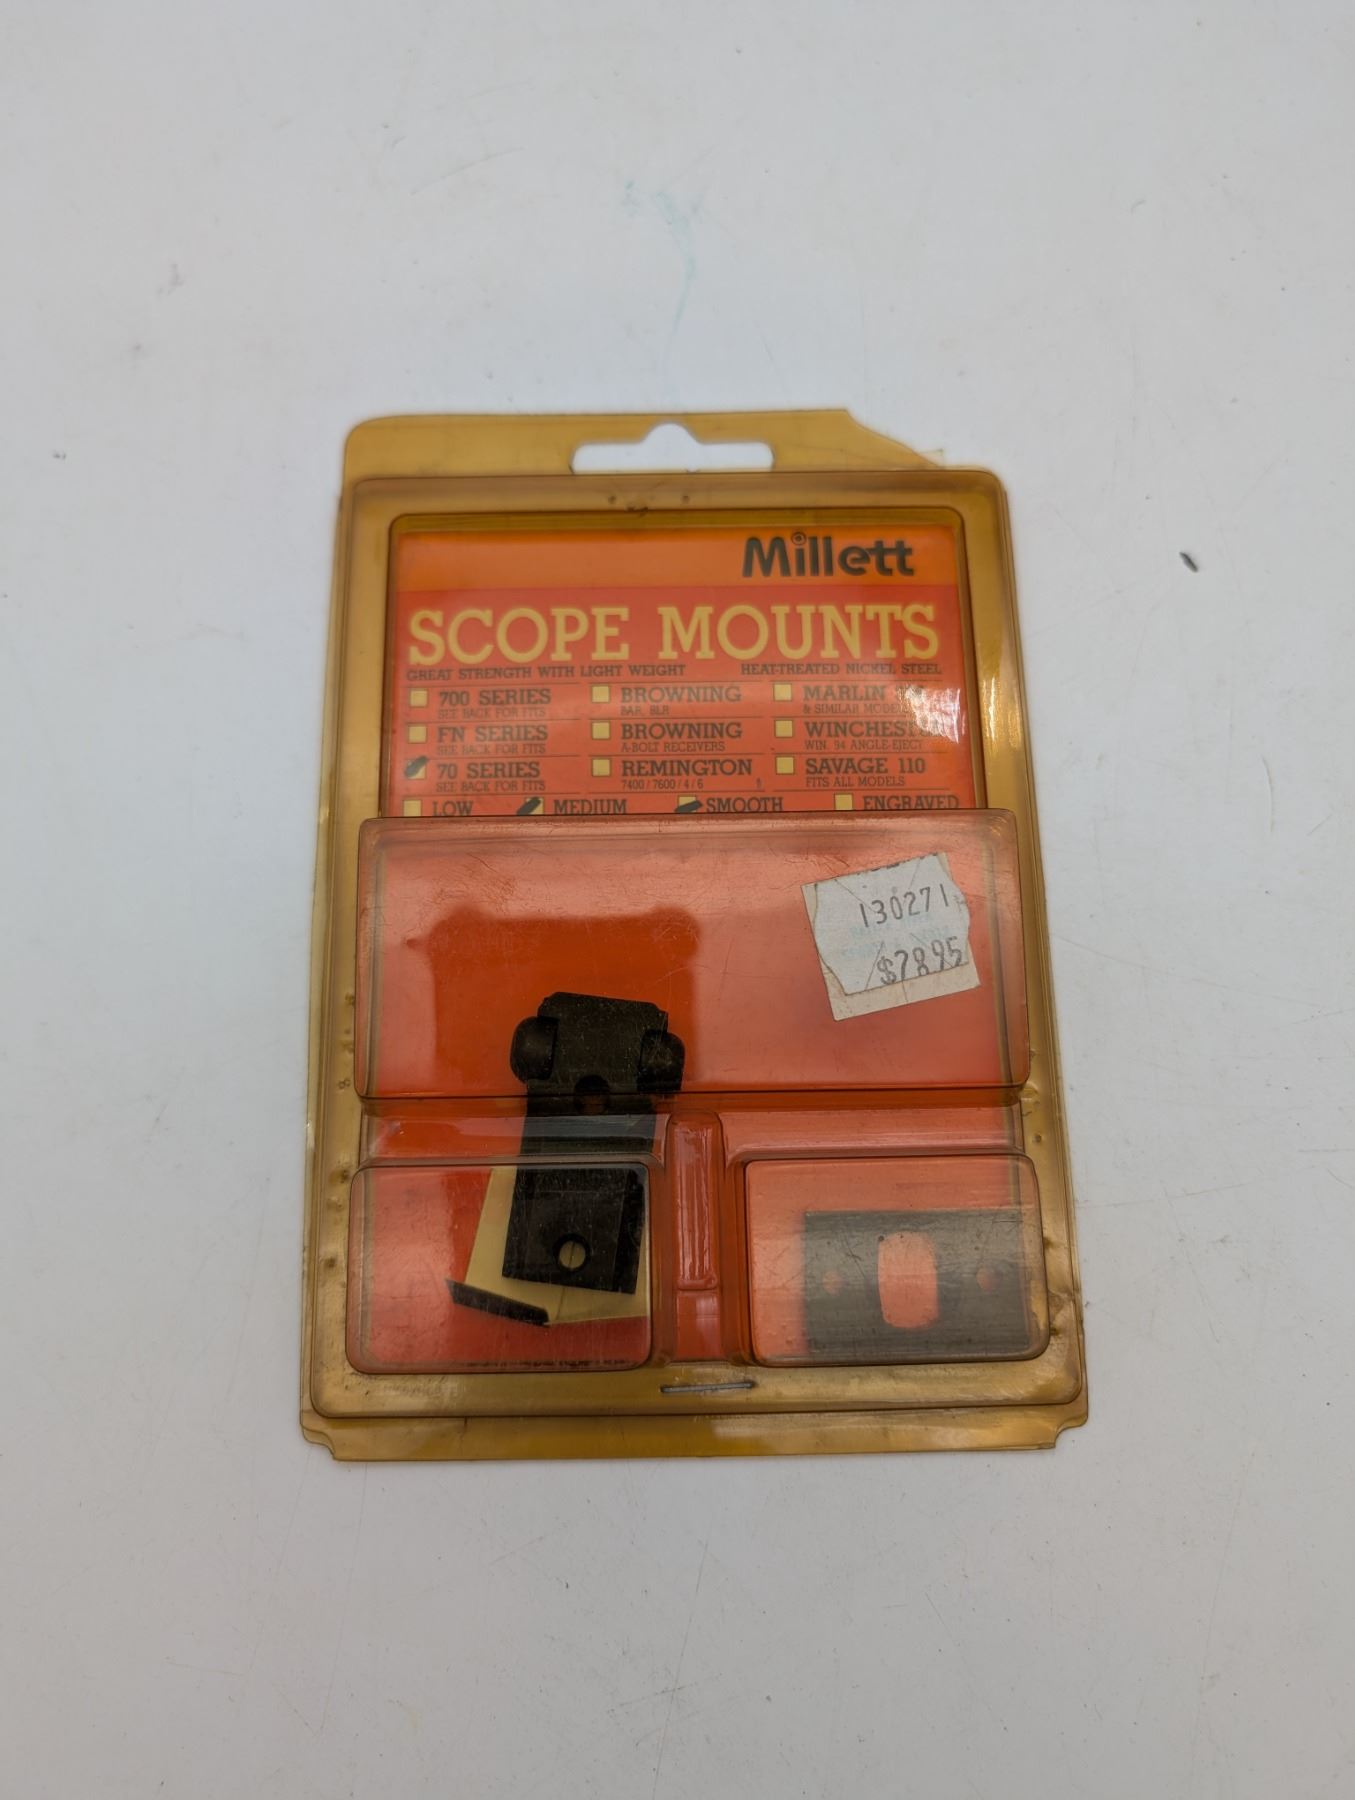 Millett
SCOPE MOUNTS
GREAT STRENGTH WITH LIGHT WEIGHT HEAT-TREATED NICKEL STEEL
700 SERIES BROWNING MARLIN
SEE BACK FOR FITS BAR, BLR & SIMILAR MODELS
FN SERIES BROWNING WINCHESTER
SEE BACK FOR FITS A-BOLT RECEIVERS WIN. 94 ANGLE EJECT
70 SERIES REMINGTON SAVAGE 110
SEE BACK FOR FITS 7400/7600/4/6 FITS ALL MODELS
LOW MEDIUM SMOOTH ENGRAVED
130271
$78.95